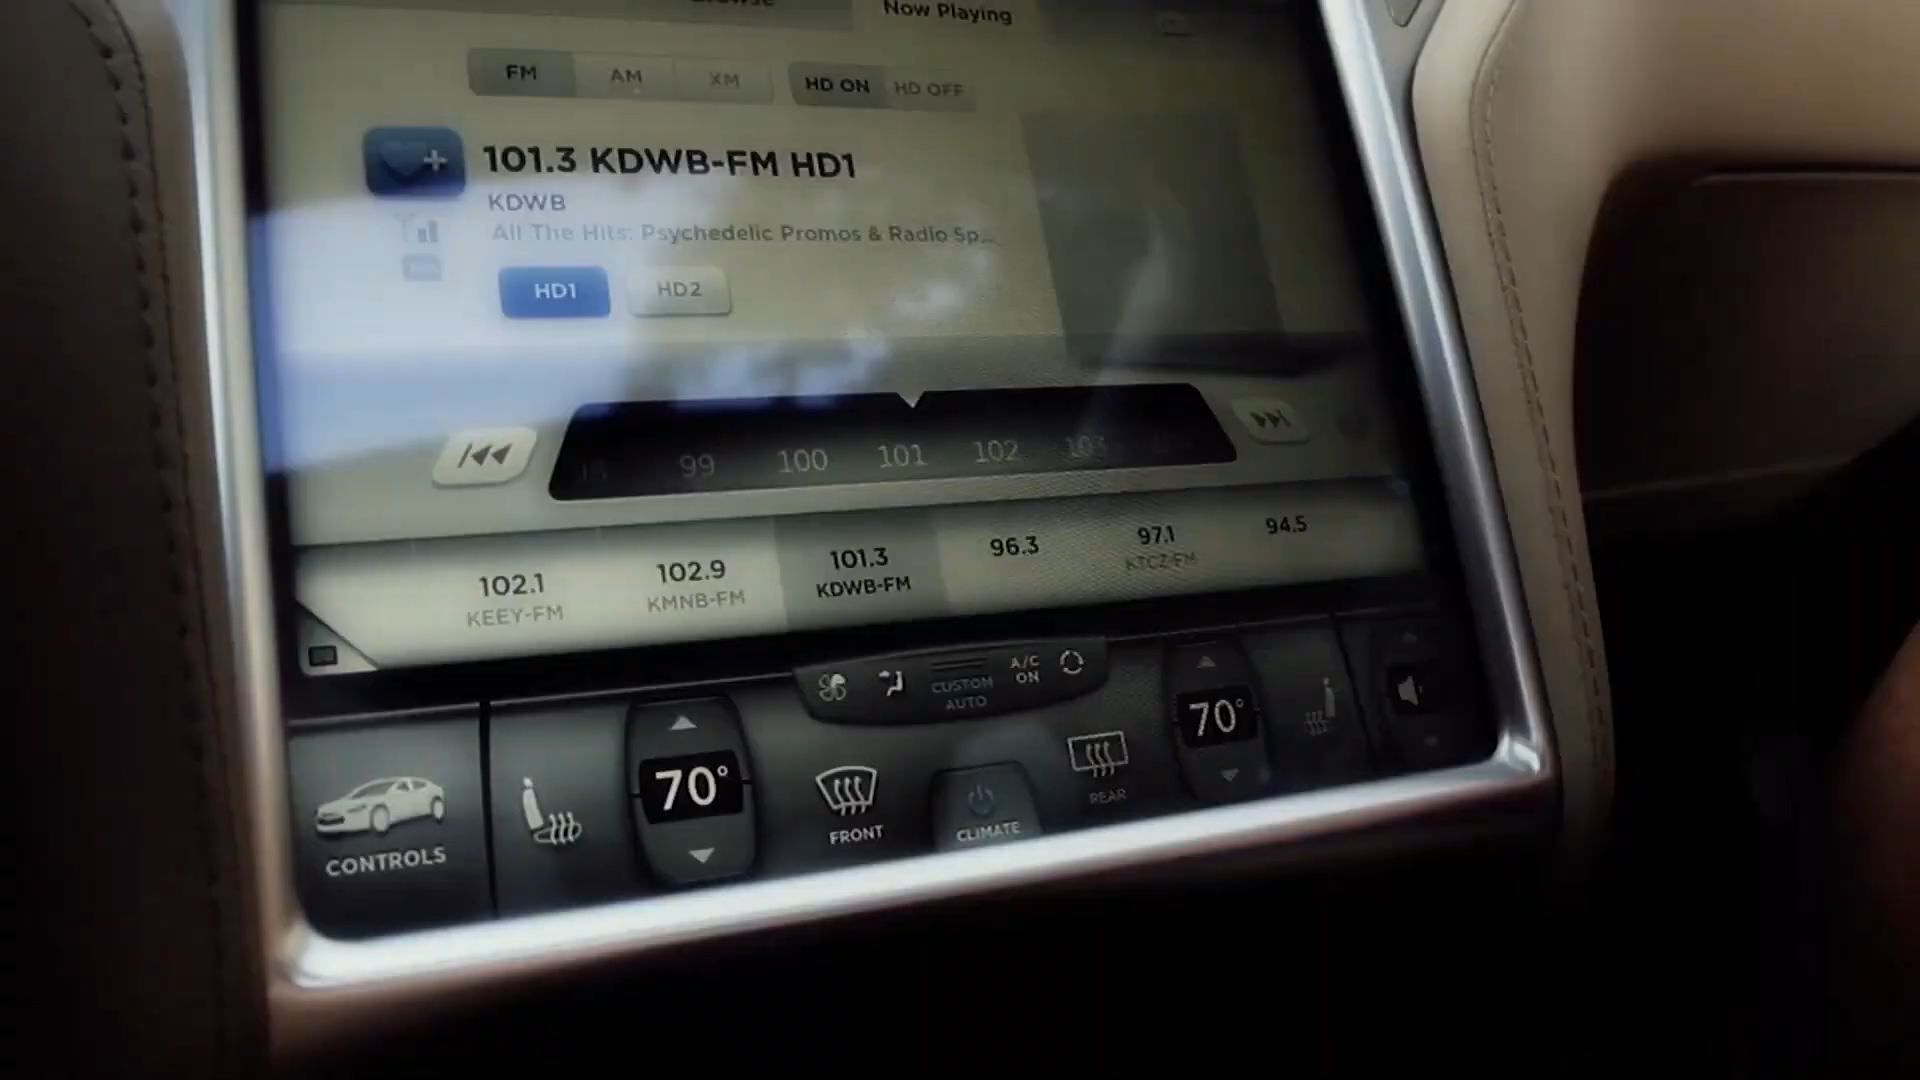 Browse Now Playing
FM AM XM HD ON HD OFF
101.3 KDWB-FM HD1
KDWB
All The Hits: Psychedelic Promos & Radio Sp...
HD1 HD2
99 100 101 102 103
102.1 102.9 101.3 96.3 97.1 94.5
KEEY-FM KMNB-FM KDWB-FM KTCZ-FM
CUSTOM
AUTO
A/C
ON
70° 70°
CONTROLS FRONT CLIMATE REAR